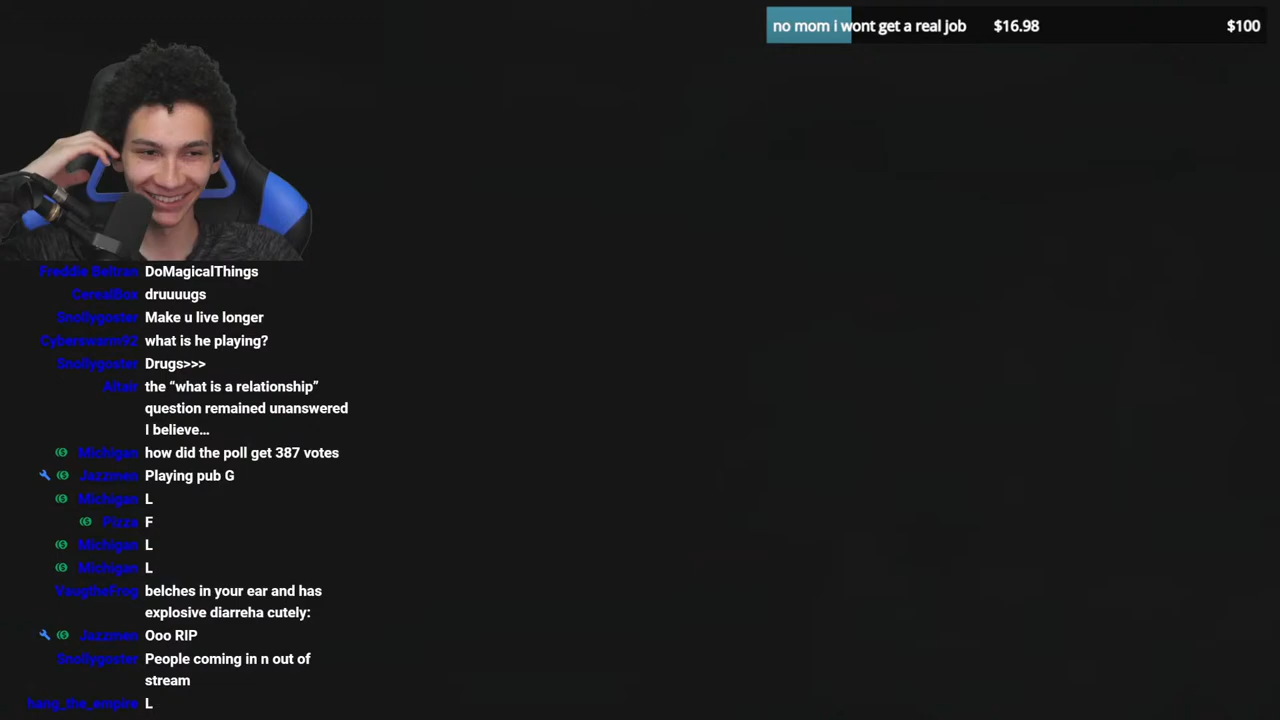 no mom i wont get a real job $16.98 $100
Freddie Beltran DoMagicalThings
CerealBox druuuugs
Snollygoster Make u live longer
Cyberswarm92 what is he playing?
Snollygoster Drugs>>>
Altair the “what is a relationship”
question remained unanswered
I believe…
Michigan how did the poll get 387 votes
Jazzmen Playing pub G
Michigan L
Pizza F
Michigan L
Michigan L
VaugtheFrog belches in your ear and has
explosive diarreha cutely:
Jazzmen Ooo RIP
Snollygoster People coming in n out of
stream
hang_the_empire L